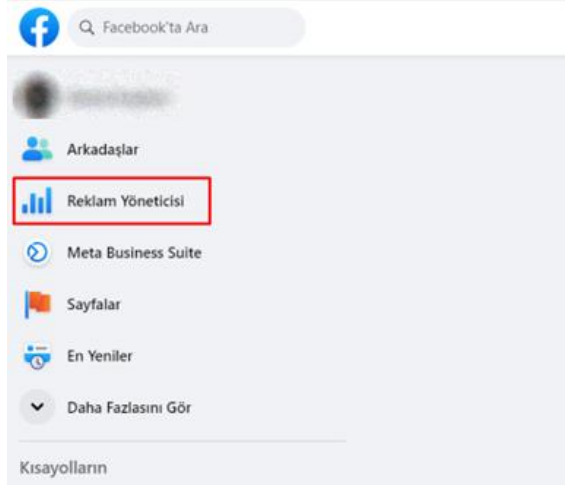 Facebook'ta Ara
Arkadaşlar
Reklam Yöneticisi
Meta Business Suite
Sayfalar
En Yeniler
Daha Fazlasını Gör
Kısayolların